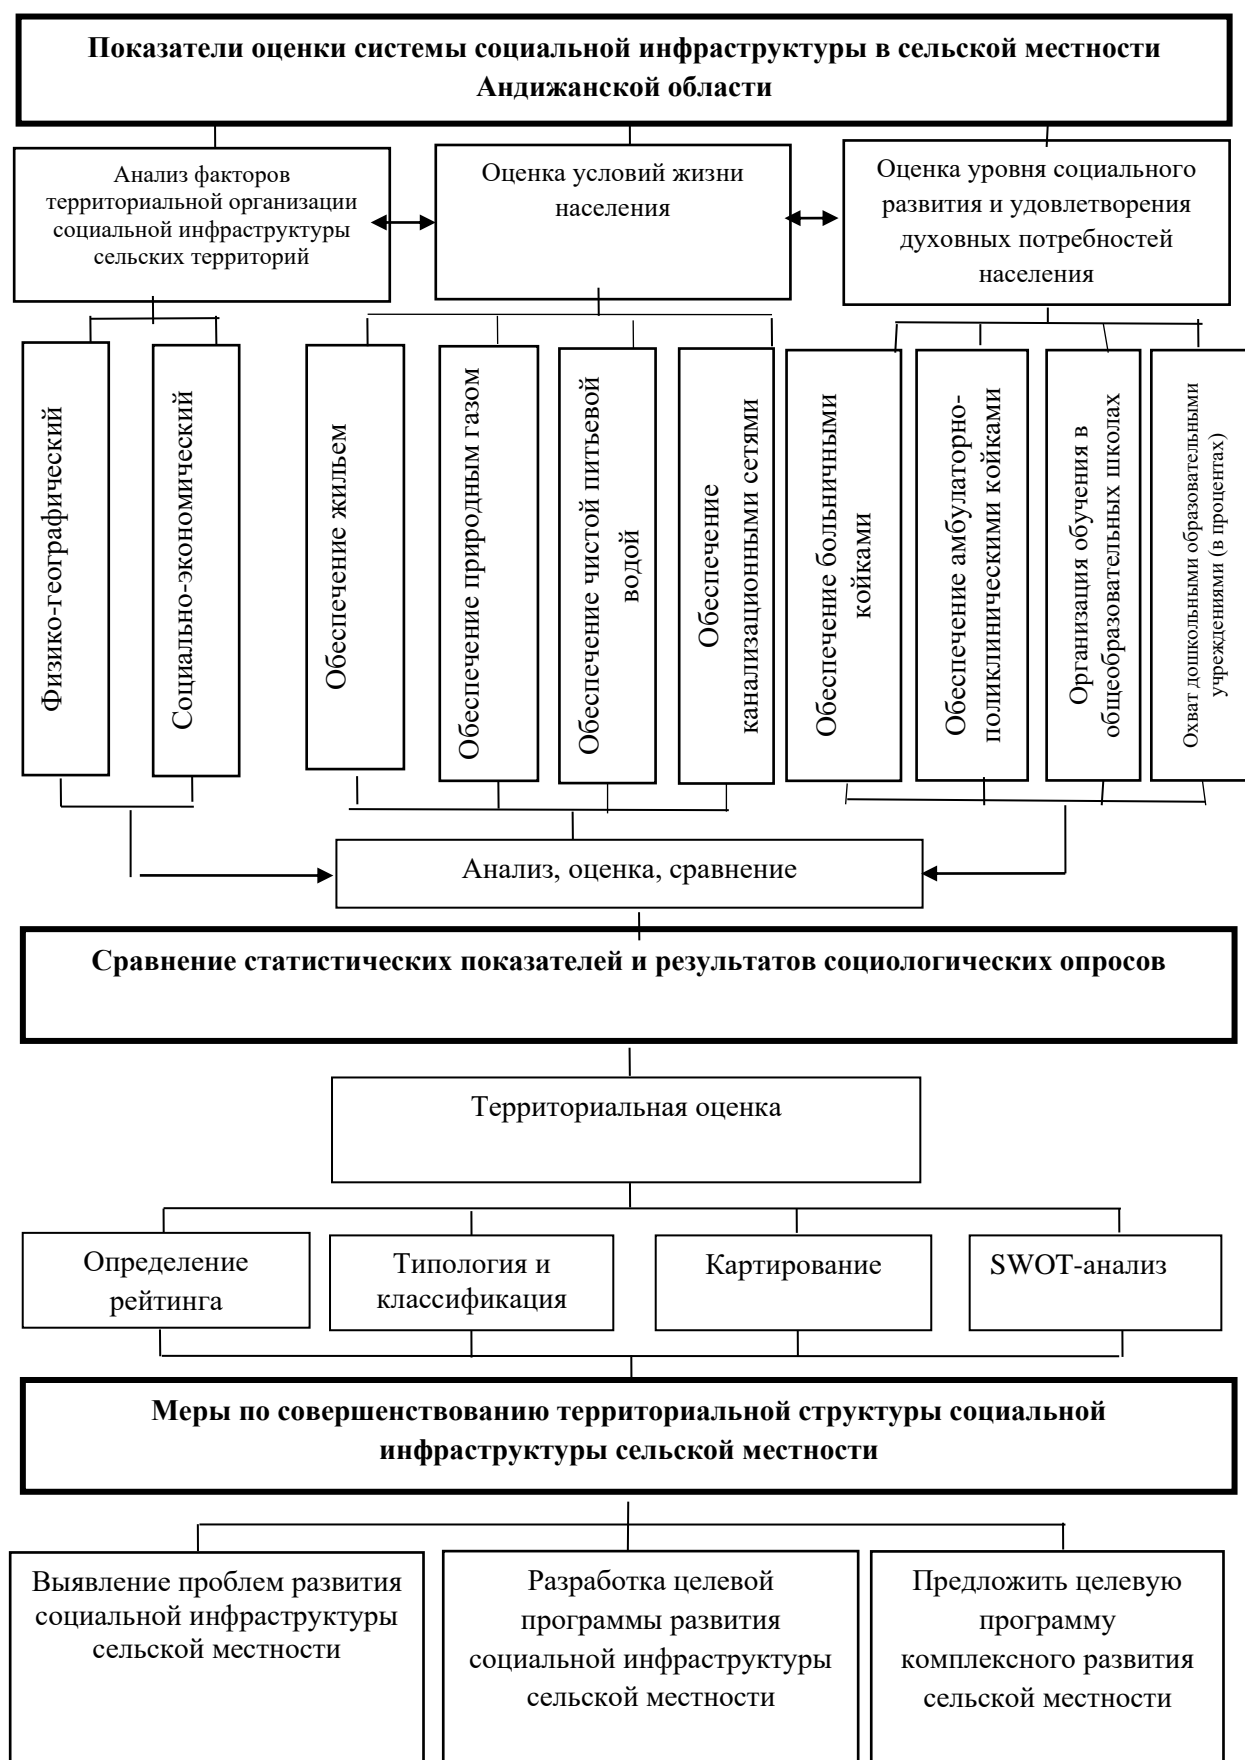 Показатели оценки системы социальной инфраструктуры в сельской местности
Андижанской области
Анализ факторов
территориальной организации
социальной инфраструктуры
сельских территорий
Оценка условий жизни
населения
Оценка уровня социального
развития и удовлетворения
духовных потребностей
населения
Физико-географический
Социально-экономический
Обеспечение жильем
Обеспечение природным газом
Обеспечение чистой питьевой
водой
Обеспечение
канализационными сетями
Обеспечение больничными
койками
Обеспечение амбулаторно-
поликлиническими койками
Организация обучения в
общеобразовательных школах
Охват дошкольными образовательными
учреждениями (в процентах)
Анализ, оценка, сравнение
Сравнение статистических показателей и результатов социологических опросов
Территориальная оценка
Определение
рейтинга
Типология и
классификация
Картирование
SWOT-анализ
Меры по совершенствованию территориальной структуры социальной
инфраструктуры сельской местности
Выявление проблем развития
социальной инфраструктуры
сельской местности
Разработка целевой
программы развития
социальной инфраструктуры
сельской местности
Предложить целевую
программу
комплексного развития
сельской местности